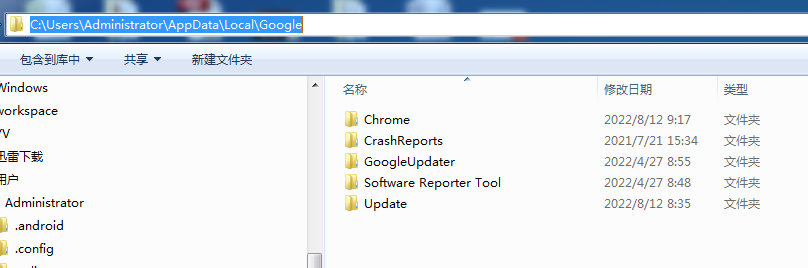 C:\Users\Administrator\AppData\Local\Google
包含到库中 共享 新建文件夹
Windows
workspace
迅雷下载
用户
Administrator
.android
.config
名称 修改日期 类型
Chrome 2022/8/12 9:17 文件夹
CrashReports 2021/7/21 15:34 文件夹
GoogleUpdater 2022/4/27 8:55 文件夹
Software Reporter Tool 2022/4/27 8:48 文件夹
Update 2022/8/12 8:35 文件夹